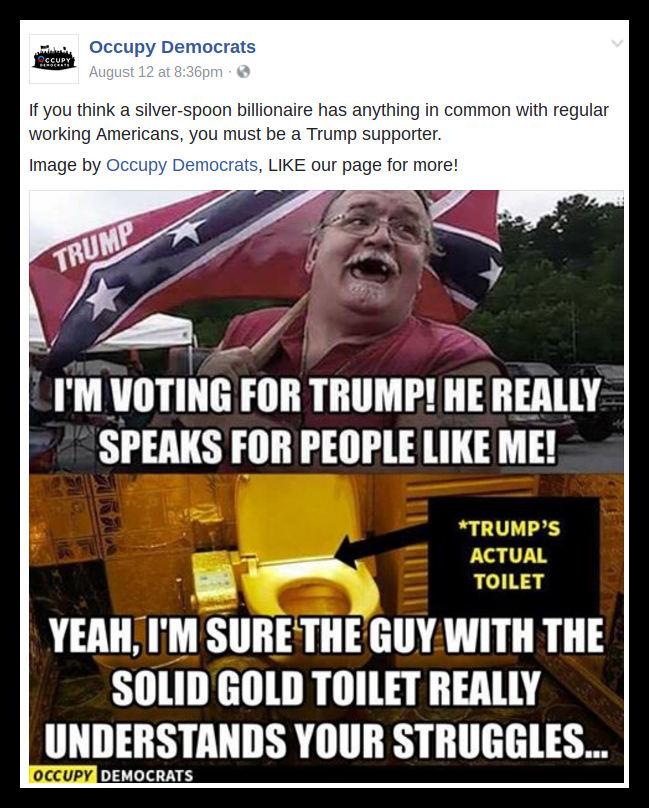 Occupy Democrats
August 12 at 8:36pm ·
OCCUPY
DEMOCRATS
If you think a silver-spoon billionaire has anything in common with regular
working Americans, you must be a Trump supporter.
Image by Occupy Democrats, LIKE our page for more!
TRUMP
I'M VOTING FOR TRUMP! HE REALLY
SPEAKS FOR PEOPLE LIKE ME!
*TRUMP'S
ACTUAL
TOILET
YEAH, I'M SURE THE GUY WITH THE
SOLID GOLD TOILET REALLY
UNDERSTANDS YOUR STRUGGLES...
OCCUPY DEMOCRATS